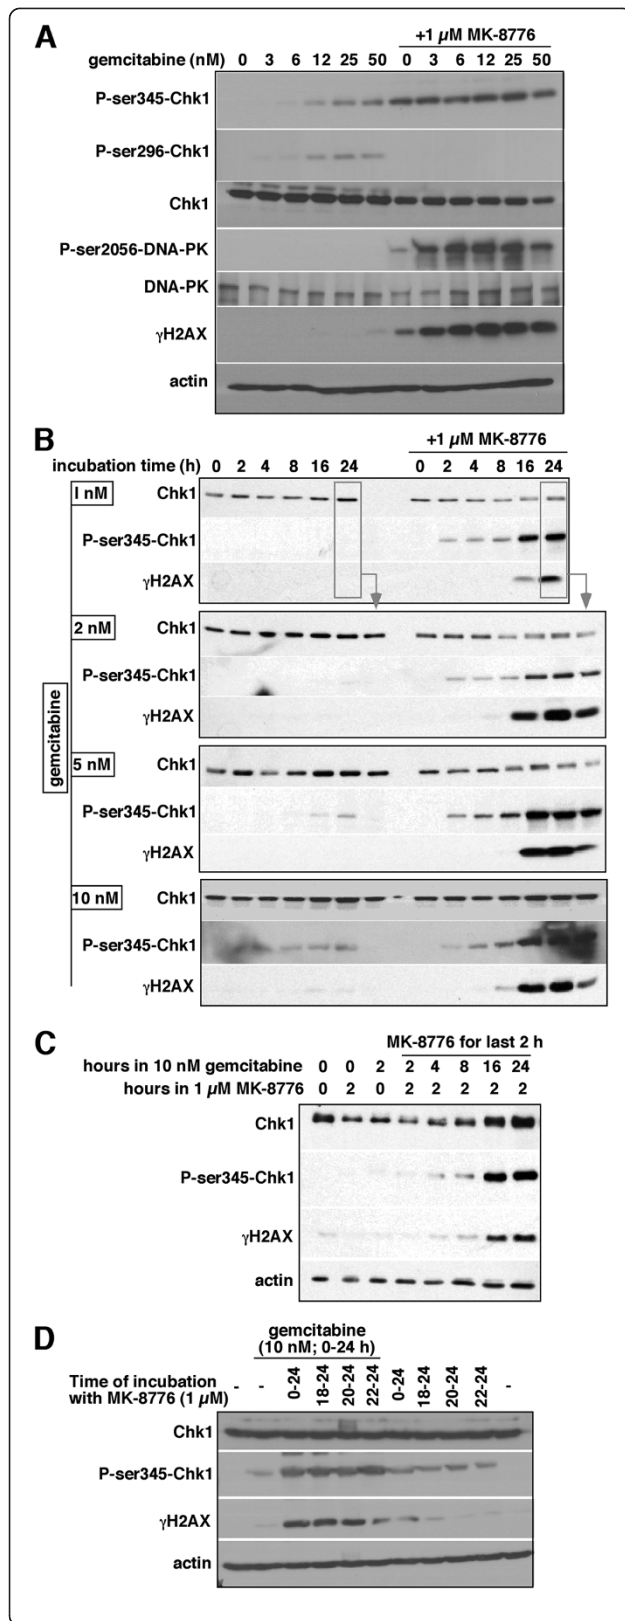 A
+1 µM MK-8776
gemcitabine (nM) 0 3 6 12 25 50 0 3 6 12 25 50
P-ser345-Chk1
P-ser296-Chk1
Chk1
P-ser2056-DNA-PK
DNA-PK
γH2AX
actin
B
+1 µM MK-8776
incubation time (h) 0 2 4 8 16 24 0 2 4 8 16 24
gemcitabine
I nM Chk1
P-ser345-Chk1
γH2AX
2 nM Chk1
P-ser345-Chk1
γH2AX
5 nM Chk1
P-ser345-Chk1
γH2AX
10 nM Chk1
P-ser345-Chk1
γH2AX
C
MK-8776 for last 2 h
hours in 10 nM gemcitabine 0 0 2 2 4 8 16 24
hours in 1 µM MK-8776 0 2 0 2 2 2 2 2
Chk1
P-ser345-Chk1
γH2AX
actin
D
gemcitabine
(10 nM; 0-24 h)
Time of incubation
with MK-8776 (1 µM) - - 0-24 18-24 20-24 22-24 0-24 18-24 20-24 22-24 -
Chk1
P-ser345-Chk1
γH2AX
actin